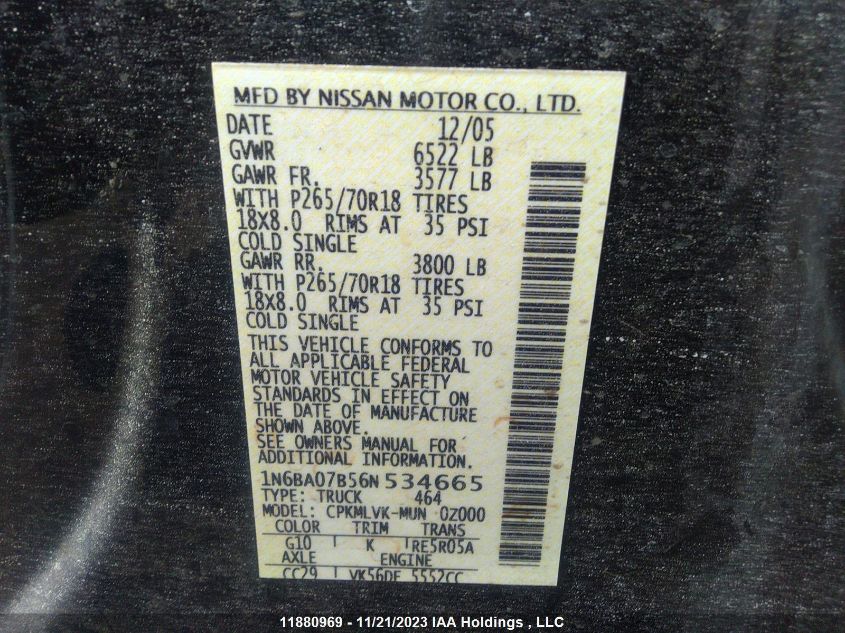 MFD BY NISSAN MOTOR CO., LTD.
DATE 12/05
GVWR 6522 LB
GAWR FR. 3577 LB
WITH P265/70R18 TIRES
18X8.0 RIMS AT 35 PSI
COLD SINGLE
GAWR RR. 3800 LB
WITH P265/70R18 TIRES
18X8.0 RIMS AT 35 PSI
COLD SINGLE
THIS VEHICLE CONFORMS TO
ALL APPLICABLE FEDERAL
MOTOR VEHICLE SAFETY
STANDARDS IN EFFECT ON
THE DATE OF MANUFACTURE
SHOWN ABOVE.
SEE OWNERS MANUAL FOR
ADDITIONAL INFORMATION.
1N6BA07B56N534665
TYPE: TRUCK 464
MODEL: CPKMLVK-MUN 0Z000
COLOR TRIM TRANS
G10 K RE5R05A
AXLE ENGINE
CC29 VK56DE 5552CC
11880969 - 11/21/2023 IAA Holdings , LLC